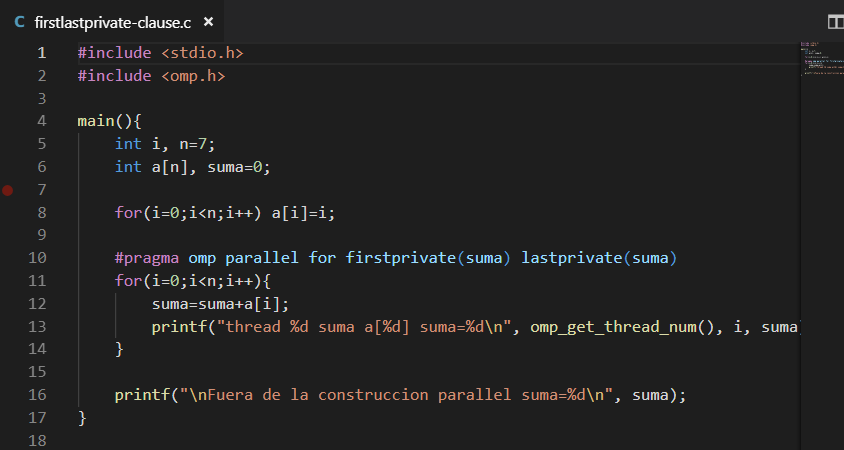 C firstlastprivate-clause.c ×
1 #include <stdio.h>
2 #include <omp.h>
3
4 main(){
5     int i, n=7;
6     int a[n], suma=0;
7
8     for(i=0;i<n;i++) a[i]=i;
9
10     #pragma omp parallel for firstprivate(suma) lastprivate(suma)
11     for(i=0;i<n;i++){
12         suma=suma+a[i];
13         printf("thread %d suma a[%d] suma=%d\n", omp_get_thread_num(), i, suma)
14     }
15
16     printf("\nFuera de la construccion parallel suma=%d\n", suma);
17 }
18